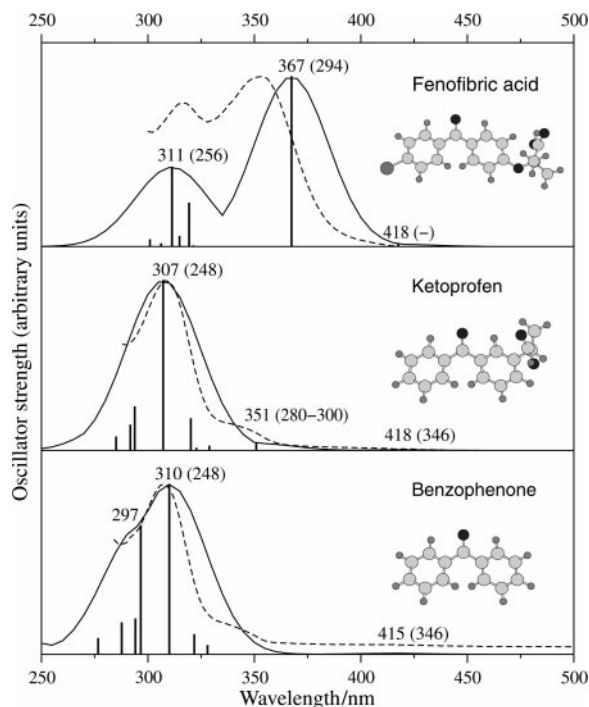 250 300 350 400 450 500
367 (294)
Fenofibric acid
311 (256)
418 (–)
307 (248)
Ketoprofen
351 (280–300)
418 (346)
310 (248)
Benzophenone
297
415 (346)
250 300 350 400 450 500
Wavelength/nm
Oscillator strength (arbitrary units)